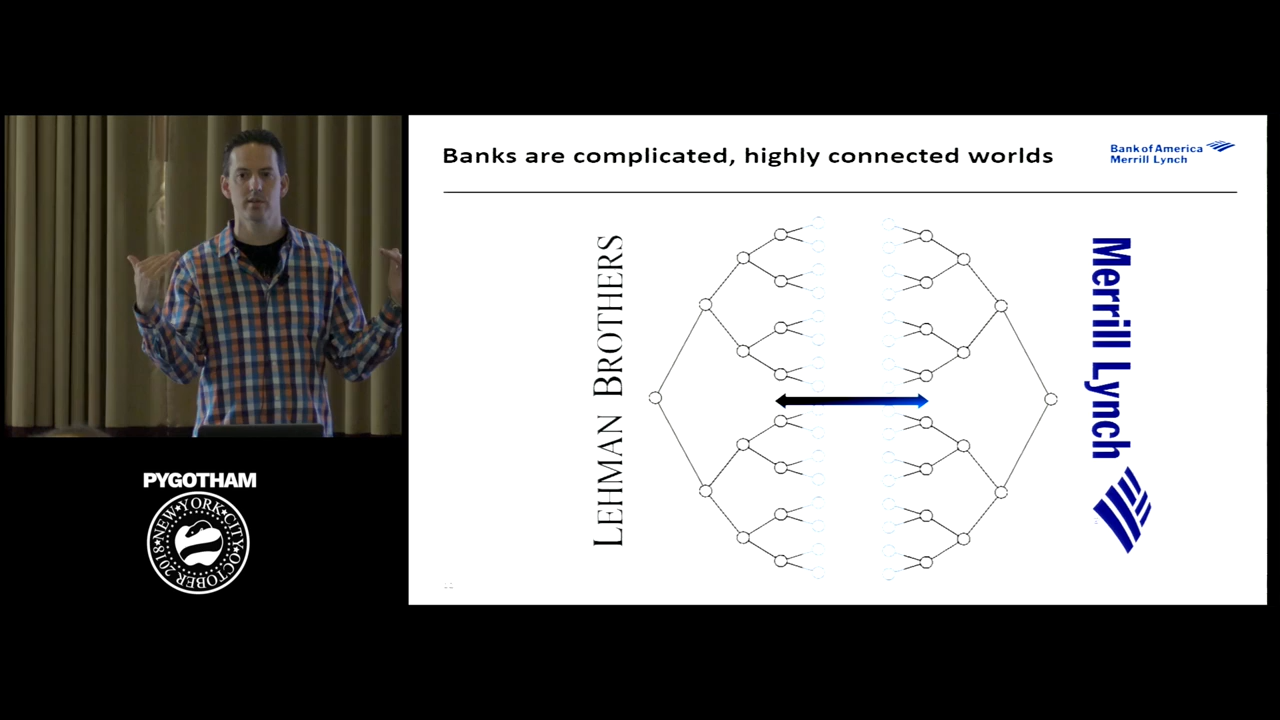 Banks are complicated, highly connected worlds
Bank of America
Merrill Lynch
LEHMAN BROTHERS
Merrill Lynch
PYGOTHAM
NEW YORK CITY
OCTOBER 2018